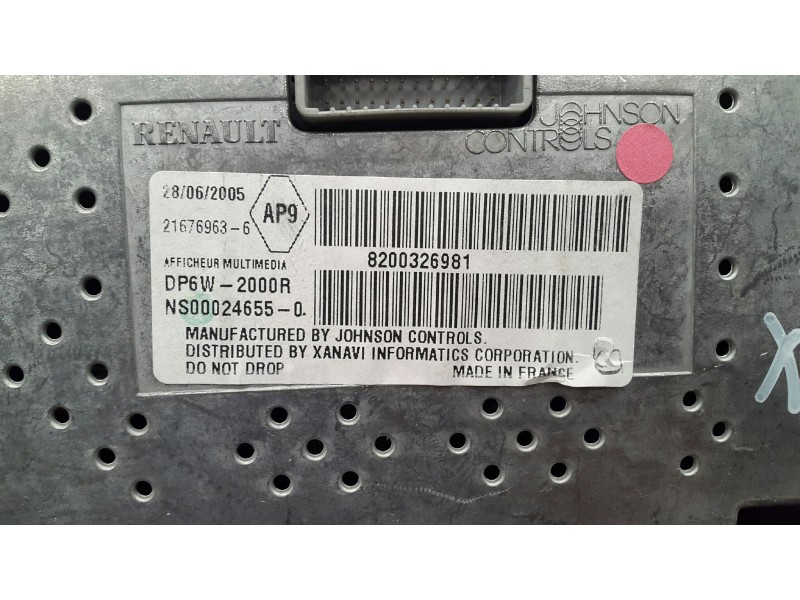 RENAULT
JOHNSON
CONTROLS
28/06/2005
AP9
21676963-6
8200326981
AFFICHEUR MULTIMEDIA
DP6W-2000R
NS00024655-0.
MANUFACTURED BY JOHNSON CONTROLS.
DISTRIBUTED BY XANAVI INFORMATICS CORPORATION.
DO NOT DROP
MADE IN FRANCE
X